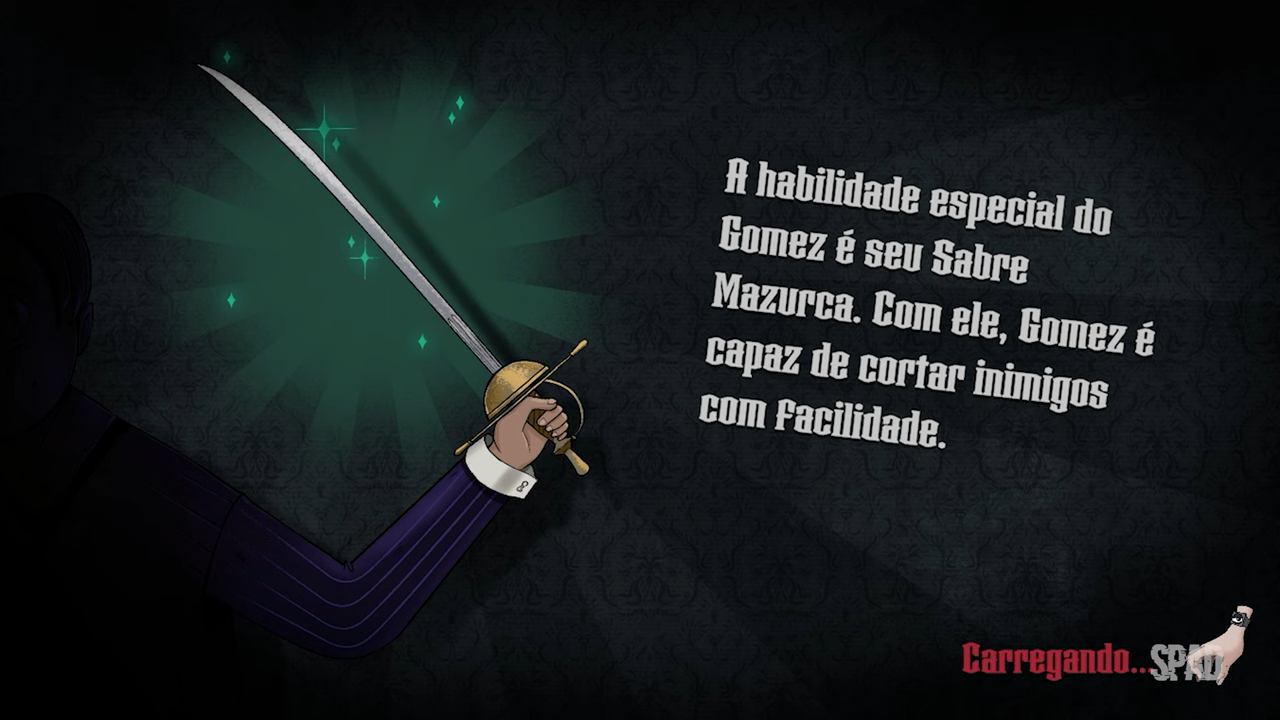 A habilidade especial do
Gomez é seu Sabre
Mazurca. Com ele, Gomez é
capaz de cortar inimigos
com facilidade.
Carregando...